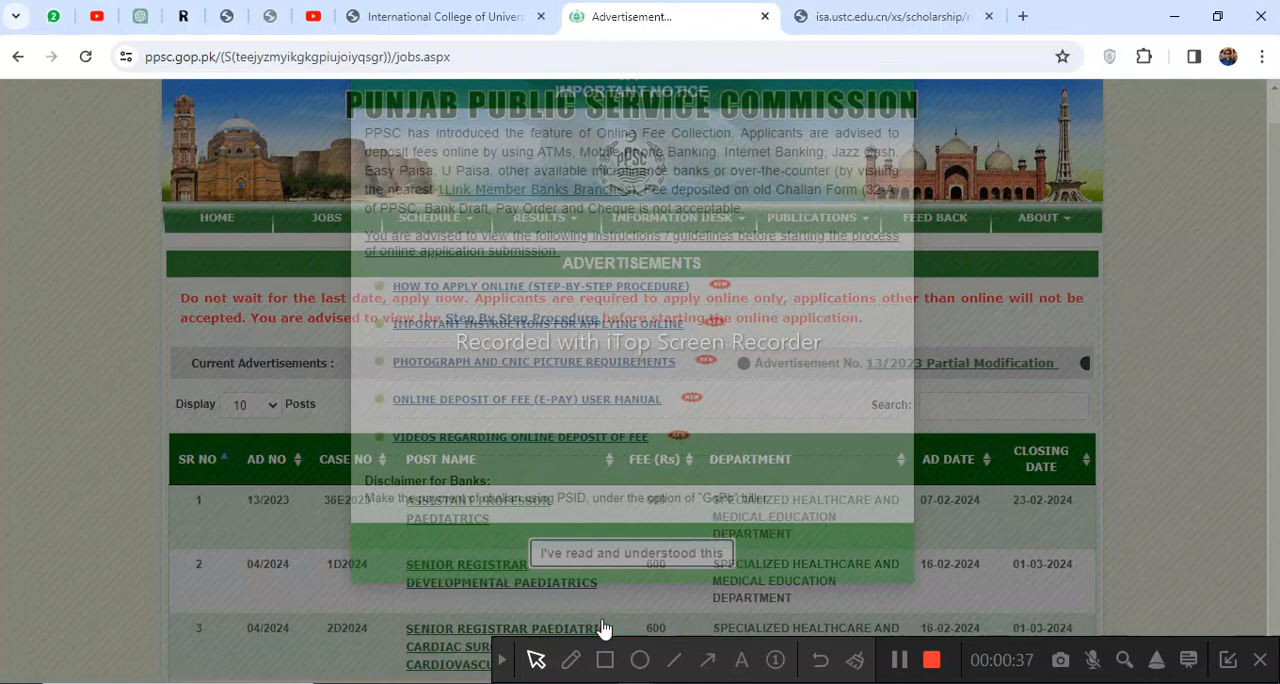 2
R
International College of Univers
Advertisement...
isa.ustc.edu.cn/xs/scholarship/r
ppsc.gop.pk/(S(teejyzmyikgkgpiujoiyqsgr))/jobs.aspx
PUNJAB PUBLIC SERVICE COMMISSION
IMPORTANT NOTICE
PPSC has introduced the feature of Online Fee Collection. Applicants are advised to
deposit fees online by using ATMs, Mobile Phone Banking, Internet Banking, Jazz Cash,
Easy Paisa, U Paisa, other available microfinance banks or over-the-counter (by visiting
the nearest 1Link Member Banks Branches). Fee deposited on old Challan Form (32-A)
of PPSC, Bank Draft, Pay Order and Cheque is not acceptable.
PPSC
HOME JOBS SCHEDULE RESULTS INFORMATION DESK PUBLICATIONS FEED BACK ABOUT
You are advised to view the following instructions / guidelines before starting the process
of online application submission.
ADVERTISEMENTS
HOW TO APPLY ONLINE (STEP-BY-STEP PROCEDURE)
Do not wait for the last date, apply now. Applicants are required to apply online only, applications other than online will not be
accepted. You are advised to view the Step By Step Procedure before starting the online application.
IMPORTANT INSTRUCTIONS FOR APPLYING ONLINE
Recorded with iTop Screen Recorder
PHOTOGRAPH AND CNIC PICTURE REQUIREMENTS
Current Advertisements : Advertisement No. 13/2023 Partial Modification
ONLINE DEPOSIT OF FEE (E-PAY) USER MANUAL
Display 10 Posts Search:
VIDEOS REGARDING ONLINE DEPOSIT OF FEE
SR NO AD NO CASE NO POST NAME FEE (Rs) DEPARTMENT AD DATE CLOSING DATE
Disclaimer for Banks:
Make the payment of challan using PSID, under the option of "GoPb" biller.
1 13/2023 36E2023 ASSISTANT PROFESSOR PAEDIATRICS 600 SPECIALIZED HEALTHCARE AND MEDICAL EDUCATION DEPARTMENT 07-02-2024 23-02-2024
I've read and understood this
2 04/2024 1D2024 SENIOR REGISTRAR DEVELOPMENTAL PAEDIATRICS 600 SPECIALIZED HEALTHCARE AND MEDICAL EDUCATION DEPARTMENT 16-02-2024 01-03-2024
3 04/2024 2D2024 SENIOR REGISTRAR PAEDIATRI CARDIAC SUR CARDIOVASCU 600 SPECIALIZED HEALTHCARE AND 16-02-2024 01-03-2024
A 1 00:00:37